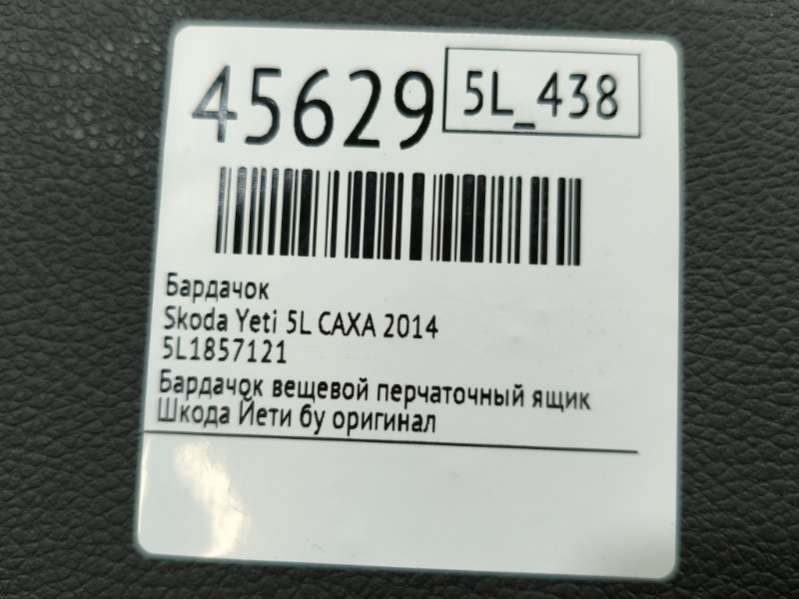 45629
5L_438
Бардачок
Skoda Yeti 5L CAXA 2014
5L1857121
Бардачок вещевой перчаточный ящик
Шкода Йети бу оригинал